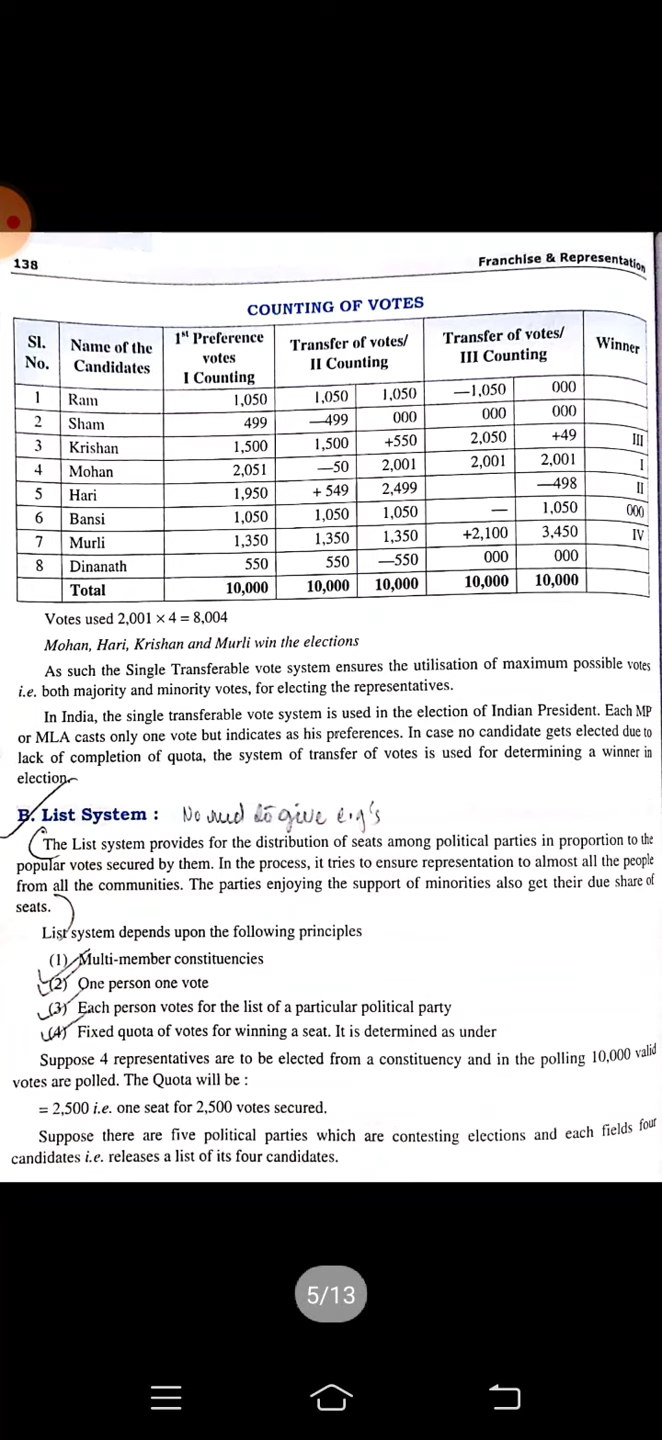 138 Franchise & Representation
COUNTING OF VOTES
Sl. No. Name of the Candidates 1st Preference votes I Counting Transfer of votes/ II Counting Transfer of votes/ III Counting Winner
1 Ram 1,050 1,050 1,050 —1,050 000
2 Sham 499 —499 000 000 000
3 Krishan 1,500 1,500 +550 2,050 +49 III
4 Mohan 2,051 —50 2,001 2,001 2,001 I
5 Hari 1,950 + 549 2,499 —498 II
6 Bansi 1,050 1,050 1,050 — 1,050 000
7 Murli 1,350 1,350 1,350 +2,100 3,450 IV
8 Dinanath 550 550 —550 000 000
Total 10,000 10,000 10,000 10,000 10,000
Votes used 2,001 × 4 = 8,004
Mohan, Hari, Krishan and Murli win the elections
As such the Single Transferable vote system ensures the utilisation of maximum possible votes
i.e. both majority and minority votes, for electing the representatives.
In India, the single transferable vote system is used in the election of Indian President. Each MP
or MLA casts only one vote but indicates as his preferences. In case no candidate gets elected due to
lack of completion of quota, the system of transfer of votes is used for determining a winner in
election.
B. List System : No need to give e.g's
The List system provides for the distribution of seats among political parties in proportion to the
popular votes secured by them. In the process, it tries to ensure representation to almost all the people
from all the communities. The parties enjoying the support of minorities also get their due share of
seats.
List system depends upon the following principles
(1) Multi-member constituencies
(2) One person one vote
(3) Each person votes for the list of a particular political party
(4) Fixed quota of votes for winning a seat. It is determined as under
Suppose 4 representatives are to be elected from a constituency and in the polling 10,000 valid
votes are polled. The Quota will be :
= 2,500 i.e. one seat for 2,500 votes secured.
Suppose there are five political parties which are contesting elections and each fields four
candidates i.e. releases a list of its four candidates.
5/13